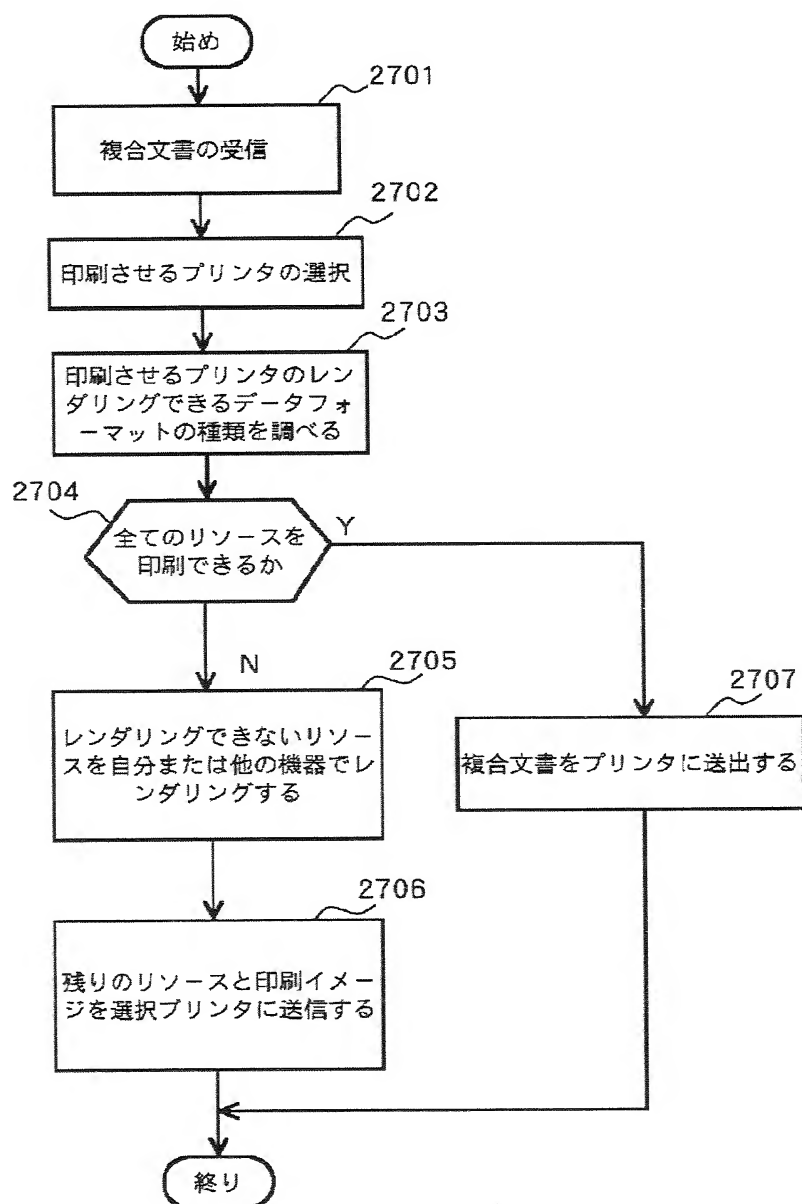 始め
2701
複合文書の受信
2702
印刷させるプリンタの選択
2703
印刷させるプリンタのレン
ダリングできるデータフォ
ーマットの種類を調べる
2704
全てのリソースを
印刷できるか
Y
N
2705
レンダリングできないリソー
スを自分または他の機器でレ
ンダリングする
2707
複合文書をプリンタに送出する
2706
残りのリソースと印刷イメー
ジを選択プリンタに送信する
終り